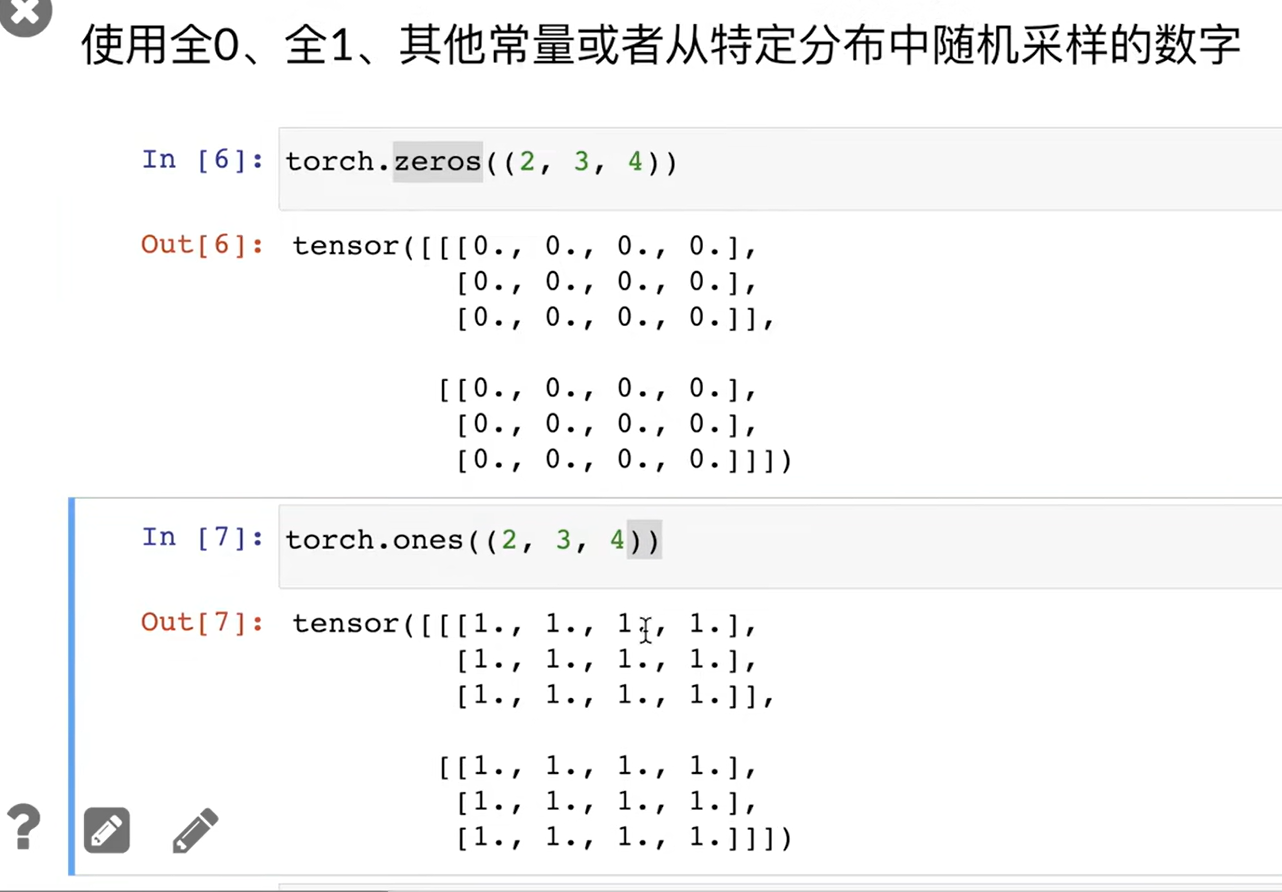 使用全0、全1、其他常量或者从特定分布中随机采样的数字
In [6]: torch.zeros((2, 3, 4))
Out[6]: tensor([[[0., 0., 0., 0.],
[0., 0., 0., 0.],
[0., 0., 0., 0.]],
[[0., 0., 0., 0.],
[0., 0., 0., 0.],
[0., 0., 0., 0.]]])
In [7]: torch.ones((2, 3, 4))
Out[7]: tensor([[[1., 1., 1., 1.],
[1., 1., 1., 1.],
[1., 1., 1., 1.]],
[[1., 1., 1., 1.],
[1., 1., 1., 1.],
[1., 1., 1., 1.]]])
?